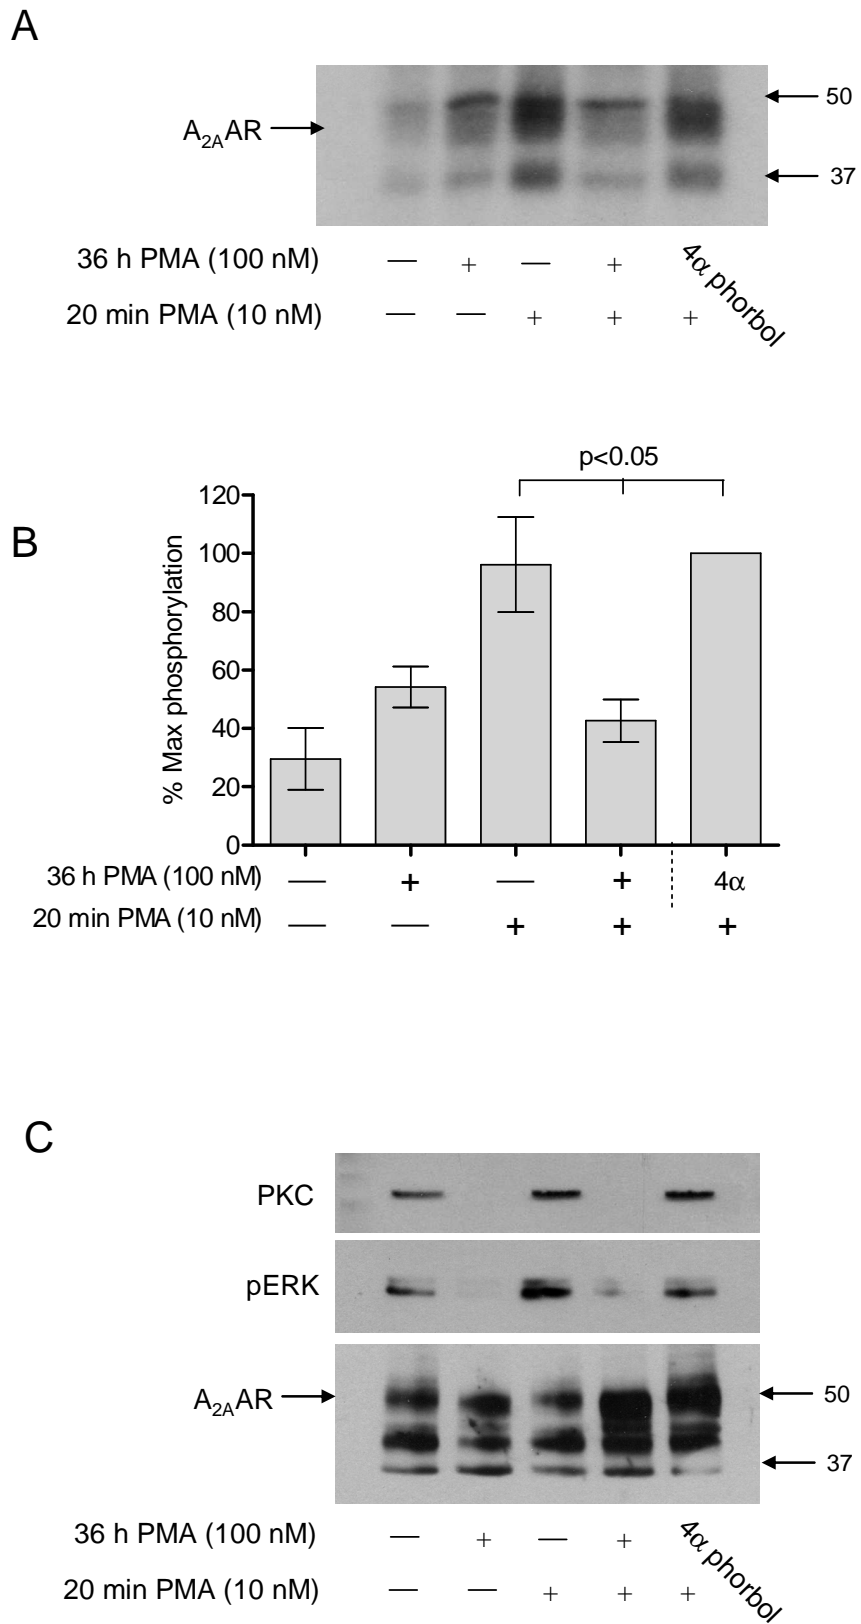 A
50
A2AAR
37
36 h PMA (100 nM) — + — + 4α phorbol
20 min PMA (10 nM) — — + + +
p<0.05
B
% Max phosphorylation
120
100
80
60
40
20
0
36 h PMA (100 nM) — + — + 4α
20 min PMA (10 nM) — — + + +
C
PKC
pERK
A2AAR
50
37
36 h PMA (100 nM) — + — + 4α phorbol
20 min PMA (10 nM) — — + + +